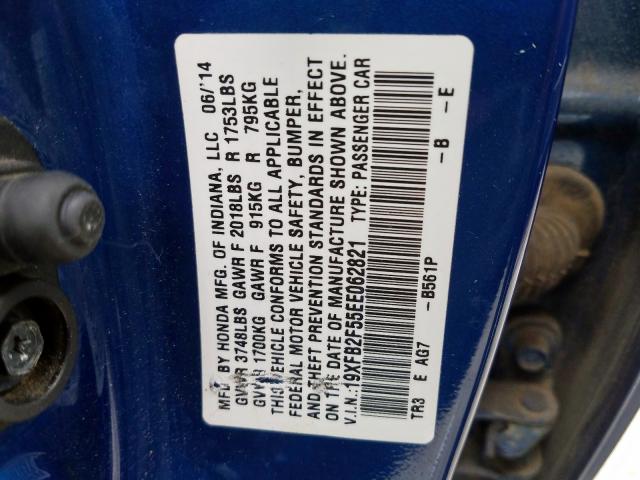 MFD. BY HONDA MFG. OF INDIANA, LLC 06/'14
GVWR 3748LBS GAWR F 2018LBS R 1753LBS
GVWR 1700KG GAWR F 915KG R 795KG
THIS VEHICLE CONFORMS TO ALL APPLICABLE
FEDERAL MOTOR VEHICLE SAFETY, BUMPER,
AND THEFT PREVENTION STANDARDS IN EFFECT
ON THE DATE OF MANUFACTURE SHOWN ABOVE.
V.I.N.:19XFB2F55EE062821 TYPE: PASSENGER CAR
TR3 E AG7 -B561P -B -E